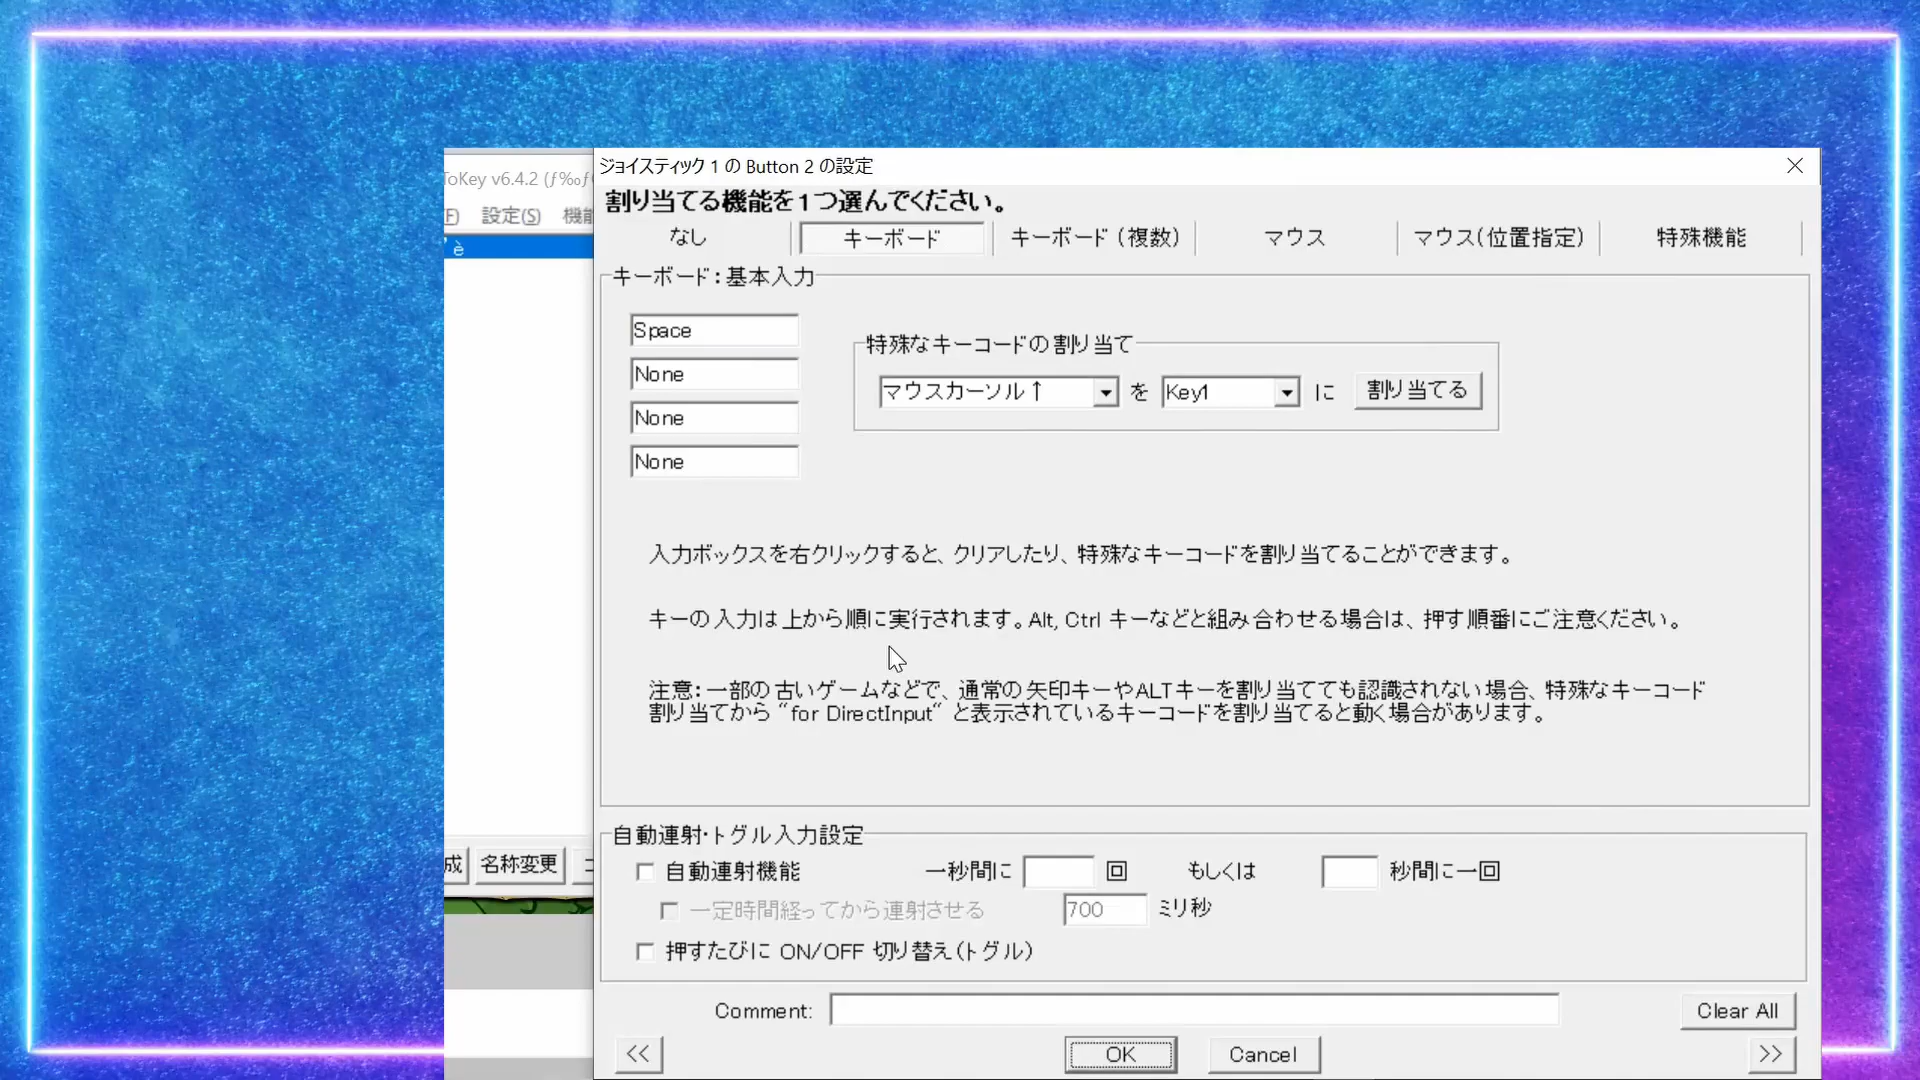 ジョイスティック 1 の Button 2 の設定
割り当てる機能を1つ選んでください。
なし キーボード キーボード (複数) マウス マウス(位置指定) 特殊機能
キーボード : 基本入力
Space
None
None
None
特殊なキーコードの割り当て
マウスカーソル↑ を Key1 に 割り当てる
入力ボックスを右クリックすると、クリアしたり、特殊なキーコードを割り当てることができます。
キーの入力は上から順に実行されます。Alt, Ctrl キーなどと組み合わせる場合は、押す順番にご注意ください。
注意: 一部の古いゲームなどで、通常の矢印キーやALTキーを割り当てても認識されない場合、特殊なキーコード
割り当てから “for DirectInput“ と表示されているキーコードを割り当てると動く場合があります。
自動連射・トグル入力設定
自動連射機能 一秒間に 回 もしくは 秒間に一回
一定時間経ってから連射させる 700 ミリ秒
押すたびに ON/OFF 切り替え(トグル)
Comment: Clear All
<< OK Cancel >>
ToKey v6.4.2
設定(S) 機能
名称変更